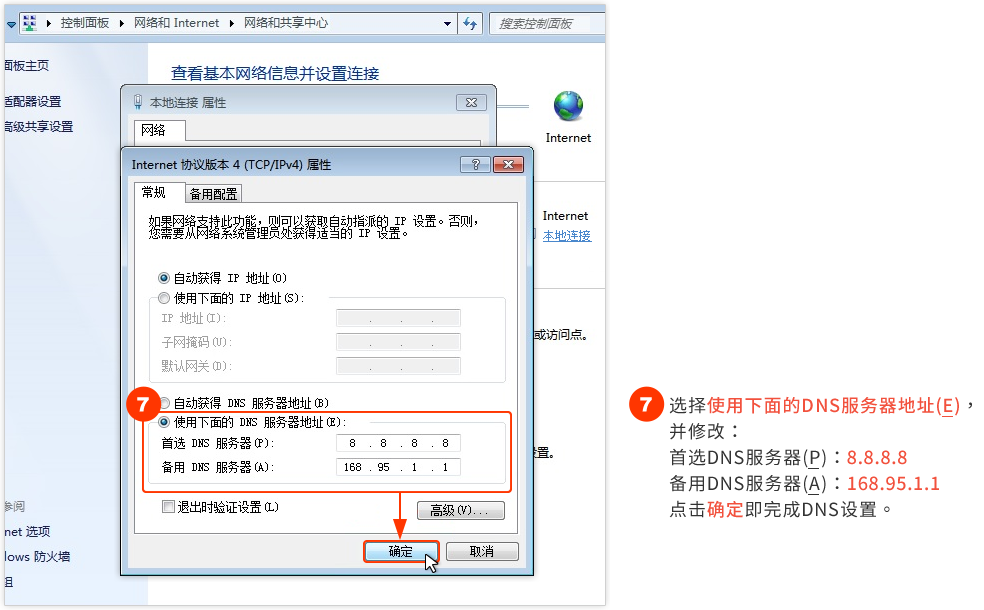 控制面板 网络和 Internet 网络和共享中心
搜索控制面板
面板主页
适配器设置
高级共享设置
查看基本网络信息并设置连接
本地连接 属性
网络
Internet
Internet
本地连接
或访问点。
置。
Internet 协议版本 4 (TCP/IPv4) 属性
常规 备用配置
如果网络支持此功能，则可以获取自动指派的 IP 设置。否则，
您需要从网络系统管理员处获得适当的 IP 设置。
自动获得 IP 地址(O)
使用下面的 IP 地址(S):
IP 地址(I):
子网掩码(U):
默认网关(D):
自动获得 DNS 服务器地址(B)
7
使用下面的 DNS 服务器地址(E):
首选 DNS 服务器(P): 8 . 8 . 8 . 8
备用 DNS 服务器(A): 168 . 95 . 1 . 1
退出时验证设置(L)
高级(V)...
确定 取消
参阅
net 选项
lows 防火墙
组
7 选择使用下面的DNS服务器地址(E)，
并修改：
首选DNS服务器(P)：8.8.8.8
备用DNS服务器(A)：168.95.1.1
点击确定即完成DNS设置。